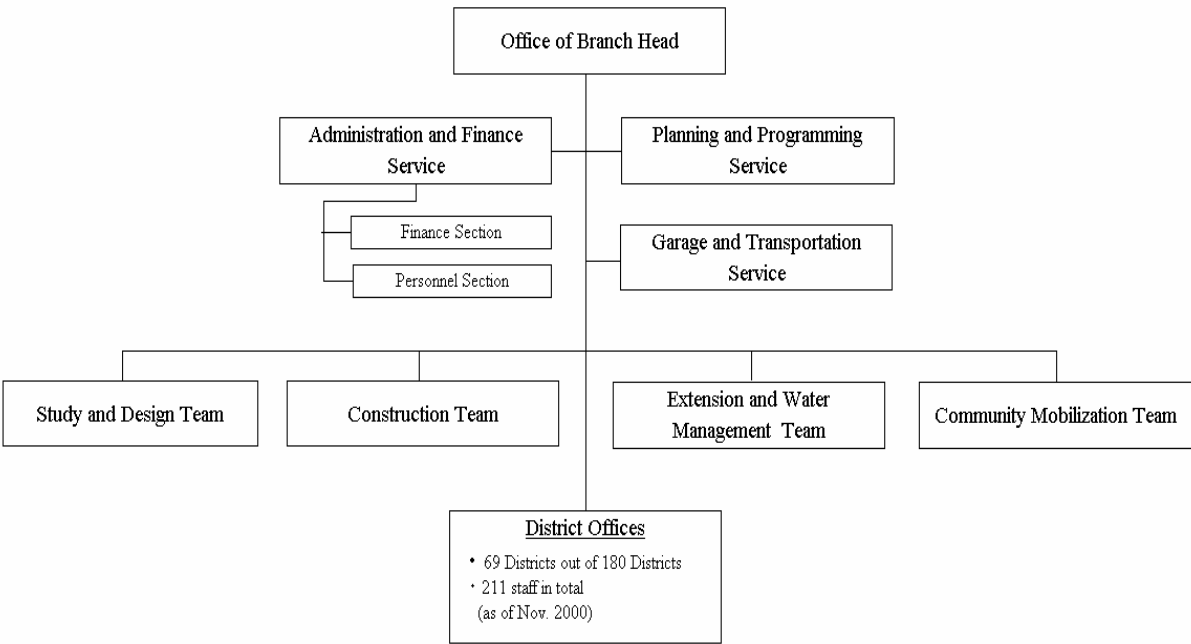 Office of Branch Head
Administration and Finance
Service
Planning and Programming
Service
Finance Section
Personnel Section
Garage and Transportation
Service
Study and Design Team
Construction Team
Extension and Water
Management Team
Community Mobilization Team
District Offices
• 69 Districts out of 180 Districts
· 211 staff in total
(as of Nov. 2000)